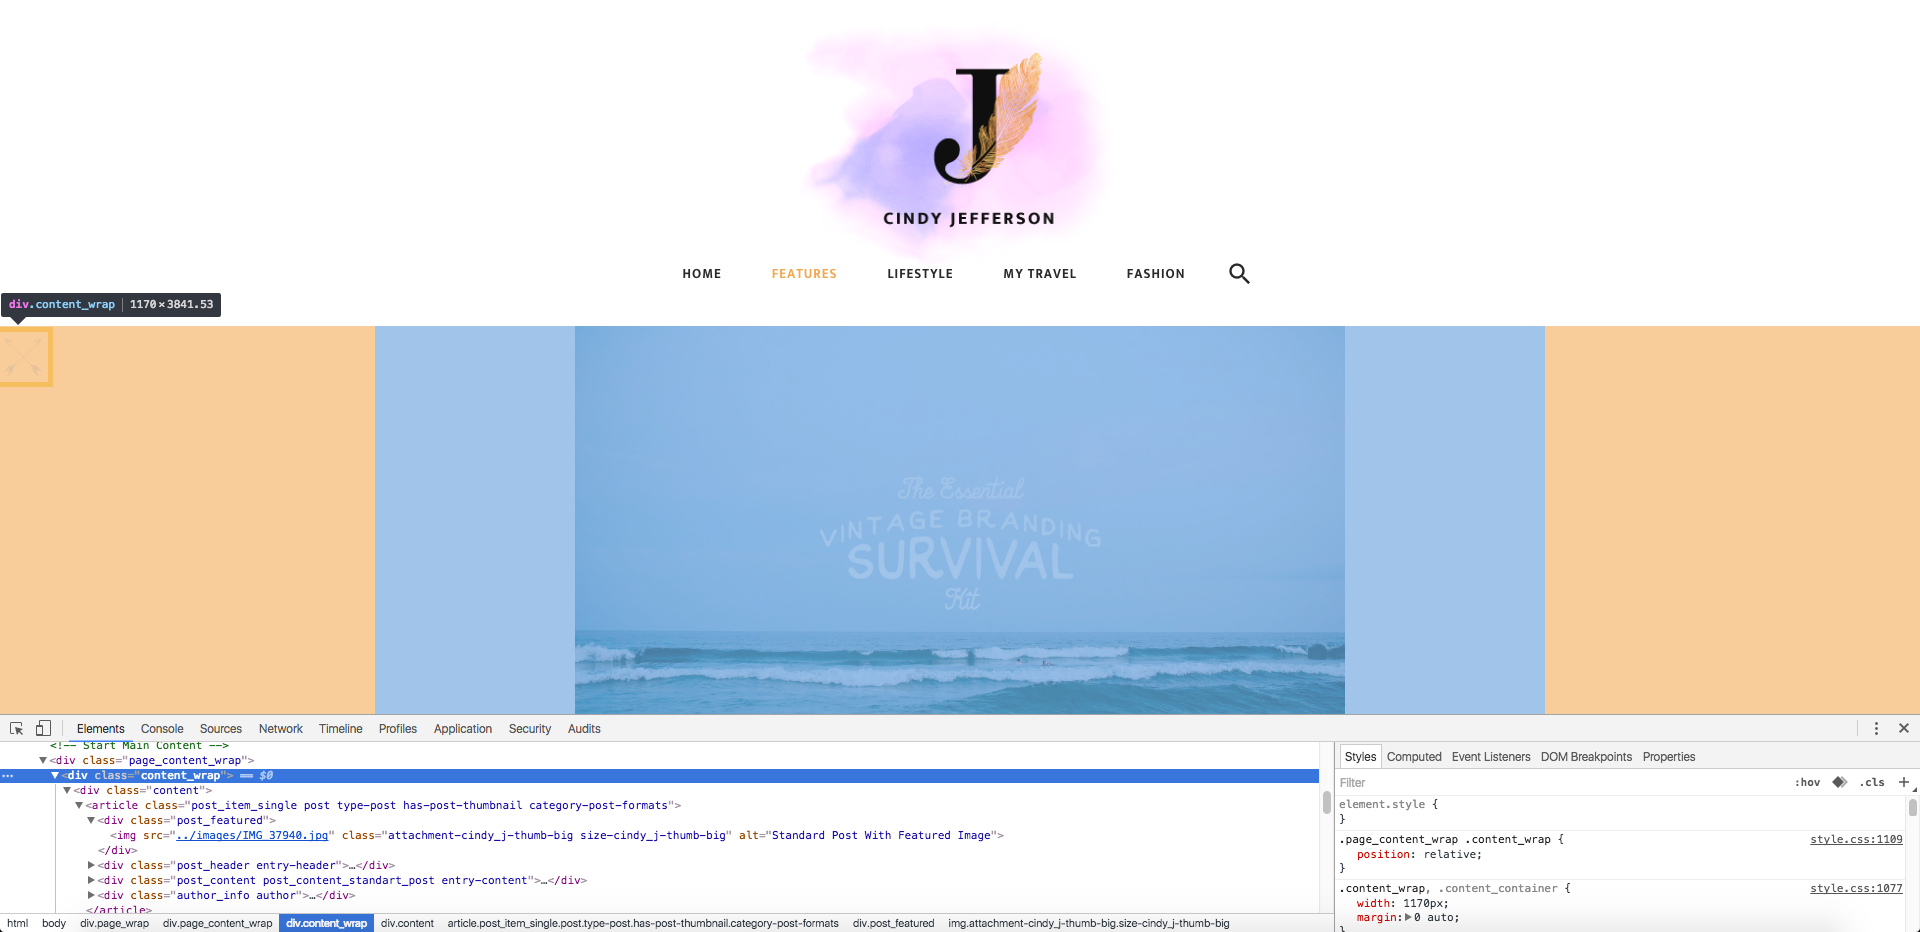 J
CINDY JEFFERSON
HOME FEATURES LIFESTYLE MY TRAVEL FASHION
div.content_wrap 1170×3841.53
The Essential
VINTAGE BRANDING
SURVIVAL
Kit
Elements Console Sources Network Timeline Profiles Application Security Audits
<!-- Start Main Content -->
▼<div class="page_content_wrap">
… ▼<div class="content_wrap"> == $0
▼<div class="content">
▼<article class="post_item_single post type-post has-post-thumbnail category-post-formats">
▼<div class="post_featured">
<img src="../images/IMG_37940.jpg" class="attachment-cindy_j-thumb-big size-cindy_j-thumb-big" alt="Standard Post With Featured Image">
</div>
▶<div class="post_header entry-header">…</div>
▶<div class="post_content post_content_standart_post entry-content">…</div>
▶<div class="author_info author">…</div>
</article>
html body div.page_wrap div.page_content_wrap div.content_wrap div.content article.post_item_single.post.type-post.has-post-thumbnail.category-post-formats div.post_featured img.attachment-cindy_j-thumb-big.size-cindy_j-thumb-big
Styles Computed Event Listeners DOM Breakpoints Properties
Filter :hov .cls +
element.style {
}
.page_content_wrap .content_wrap { style.css:1109
position: relative;
}
.content_wrap, .content_container { style.css:1077
width: 1170px;
margin:▶0 auto;
}